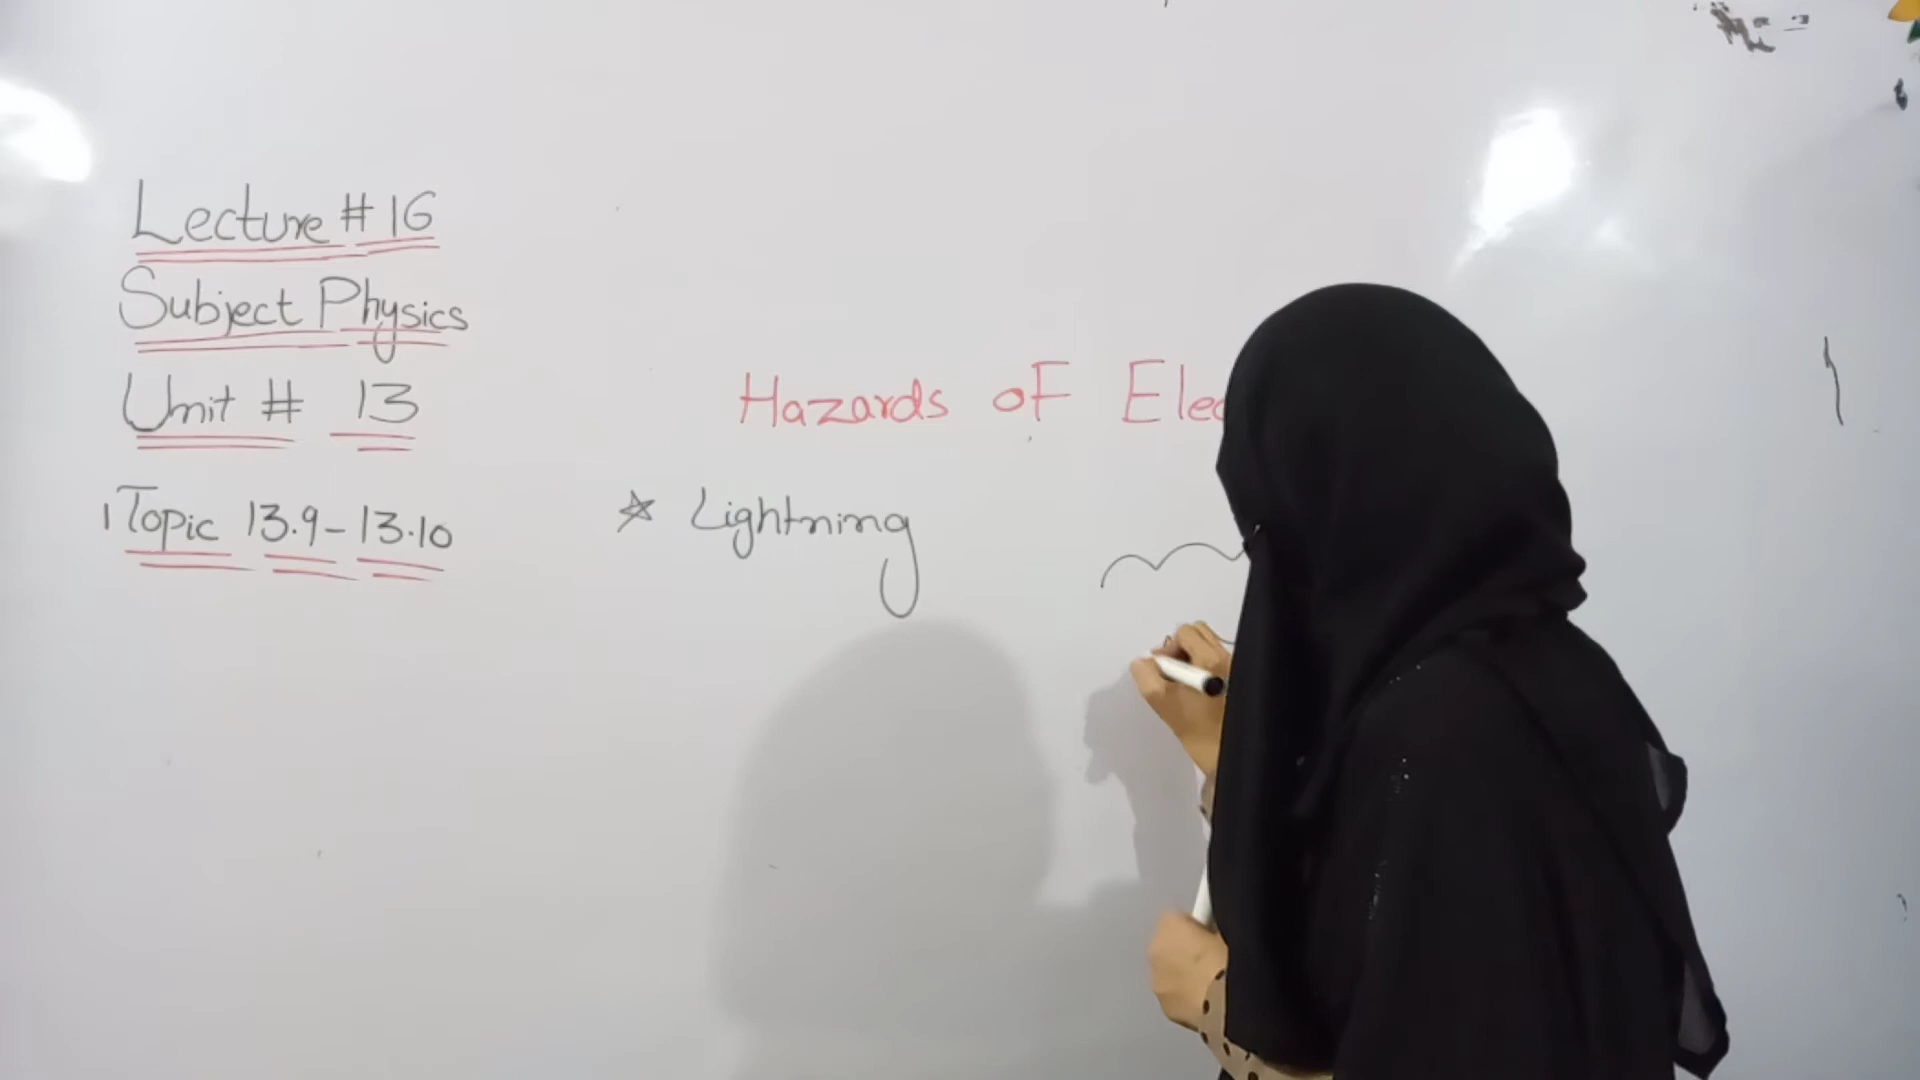 Lecture # 16
Subject Physics
Unit # 13
Topic 13.9-13.10
Hazards oF Elec
☆ Lightning